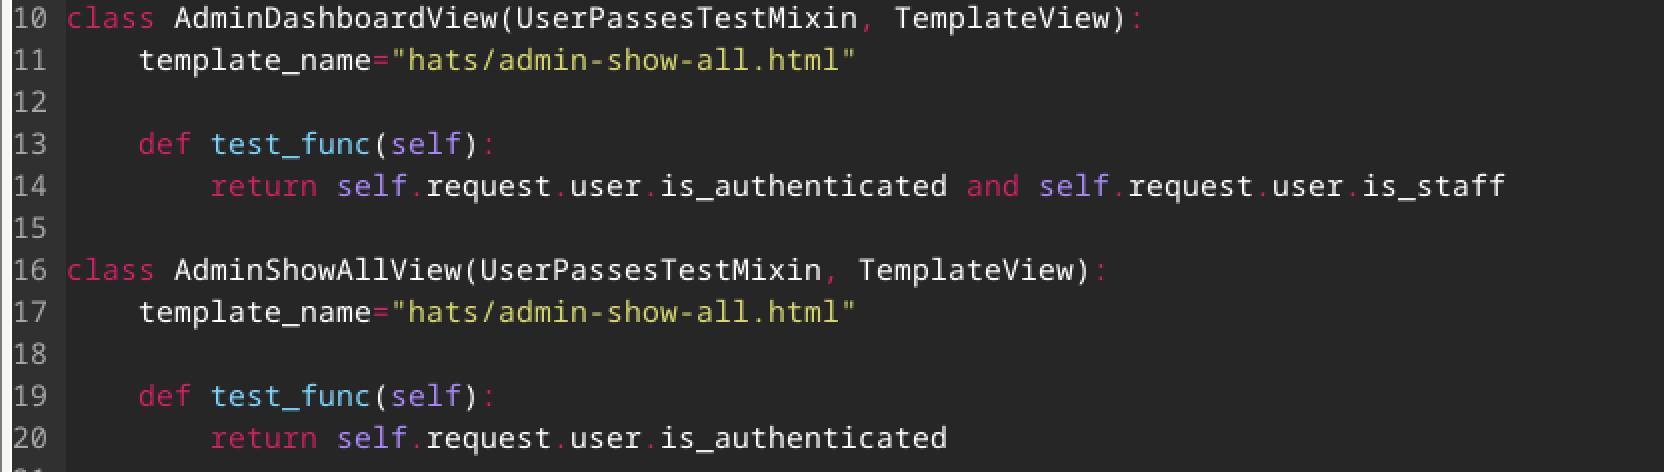 10 class AdminDashboardView(UserPassesTestMixin, TemplateView):
11     template_name="hats/admin-show-all.html"
12
13     def test_func(self):
14         return self.request.user.is_authenticated and self.request.user.is_staff
15
16 class AdminShowAllView(UserPassesTestMixin, TemplateView):
17     template_name="hats/admin-show-all.html"
18
19     def test_func(self):
20         return self.request.user.is_authenticated